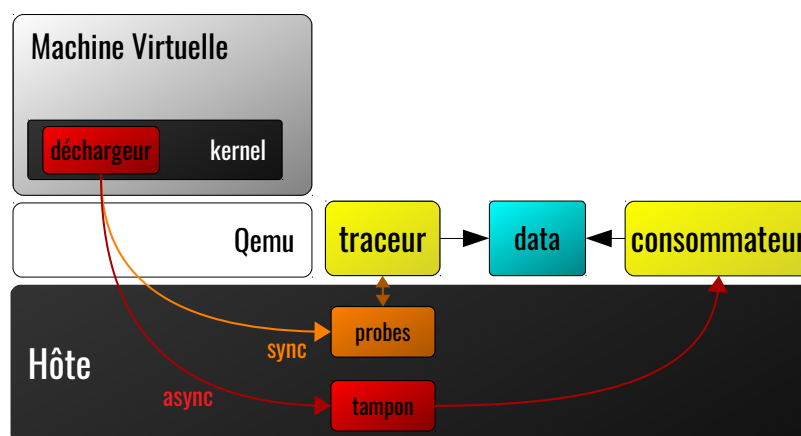 Machine Virtuelle
déchargeur
kernel
Qemu
traceur
data
consommateur
probes
sync
Hôte
async
tampon